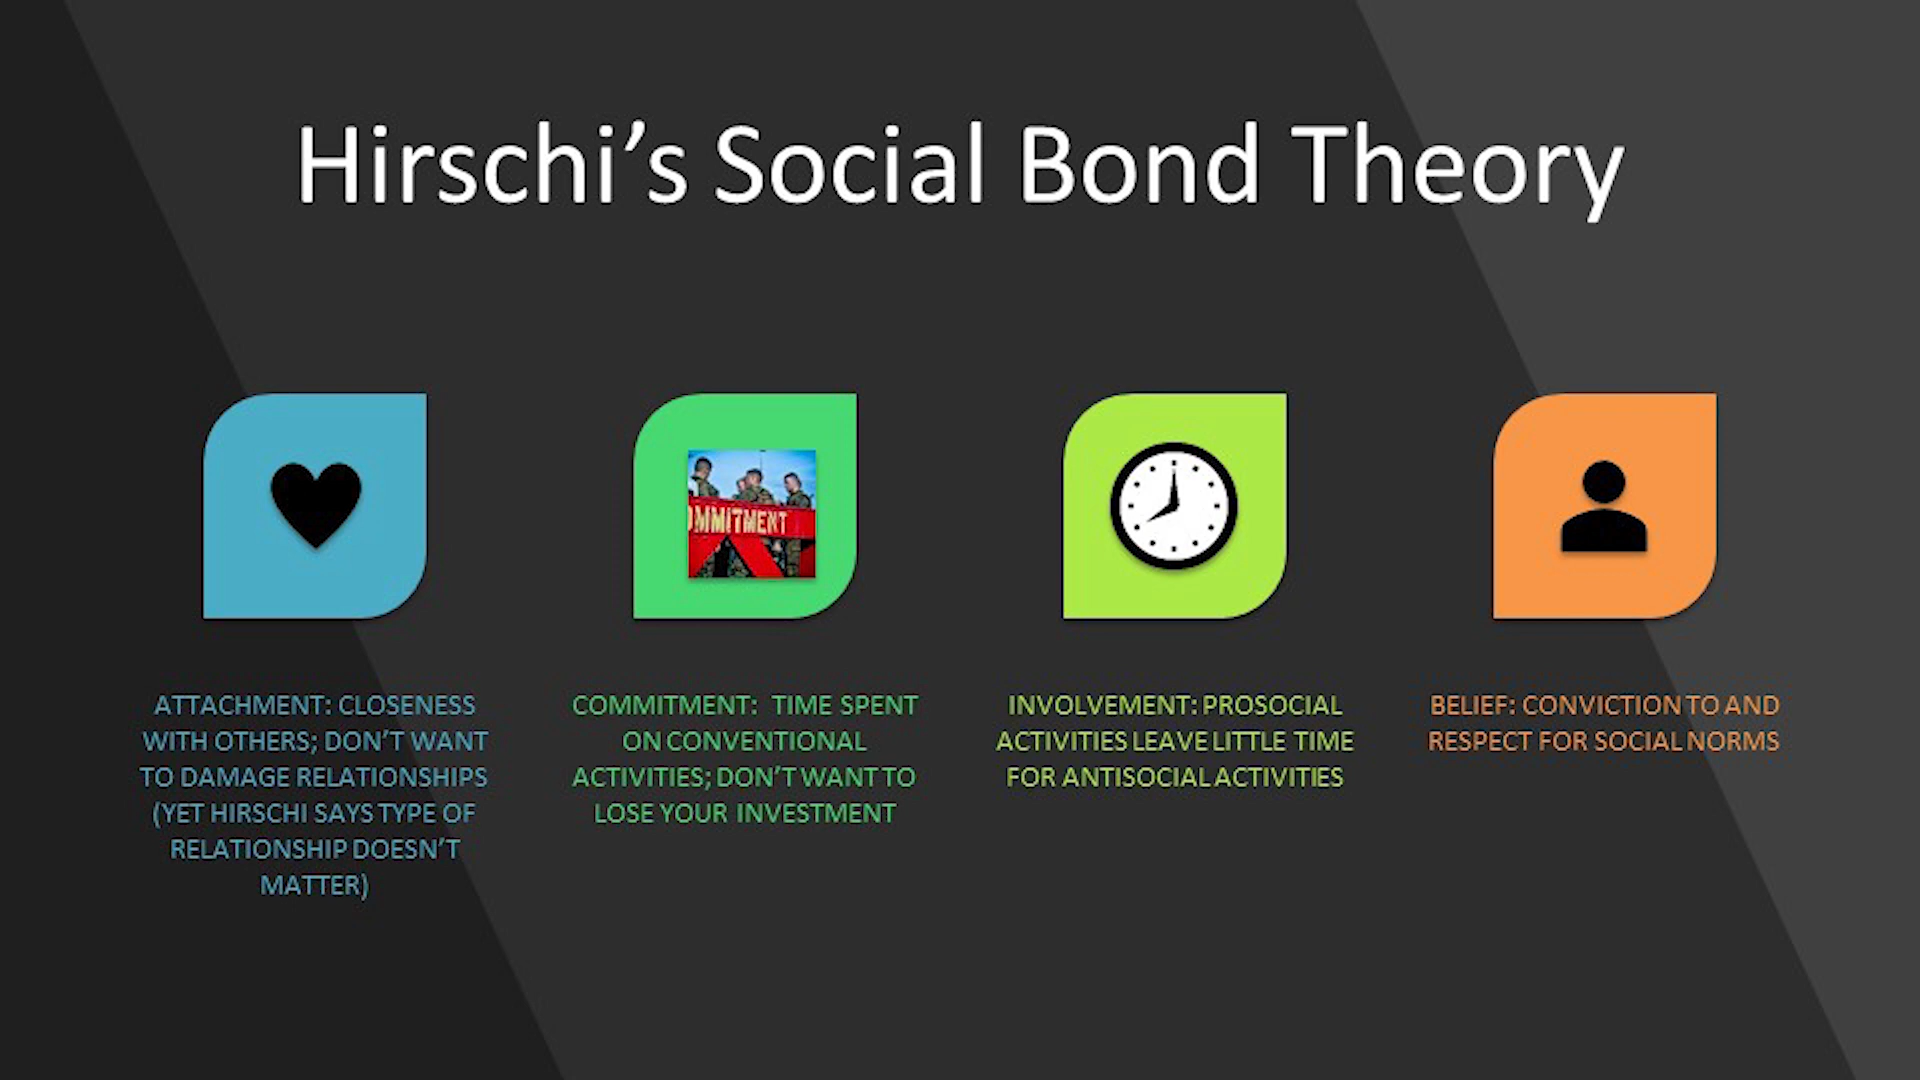 Hirschi’s Social Bond Theory
OMMITMENT
ATTACHMENT: CLOSENESS
WITH OTHERS; DON’T WANT
TO DAMAGE RELATIONSHIPS
(YET HIRSCHI SAYS TYPE OF
RELATIONSHIP DOESN’T
MATTER)
COMMITMENT: TIME SPENT
ON CONVENTIONAL
ACTIVITIES; DON’T WANT TO
LOSE YOUR INVESTMENT
INVOLVEMENT: PROSOCIAL
ACTIVITIES LEAVE LITTLE TIME
FOR ANTISOCIAL ACTIVITIES
BELIEF: CONVICTION TO AND
RESPECT FOR SOCIAL NORMS